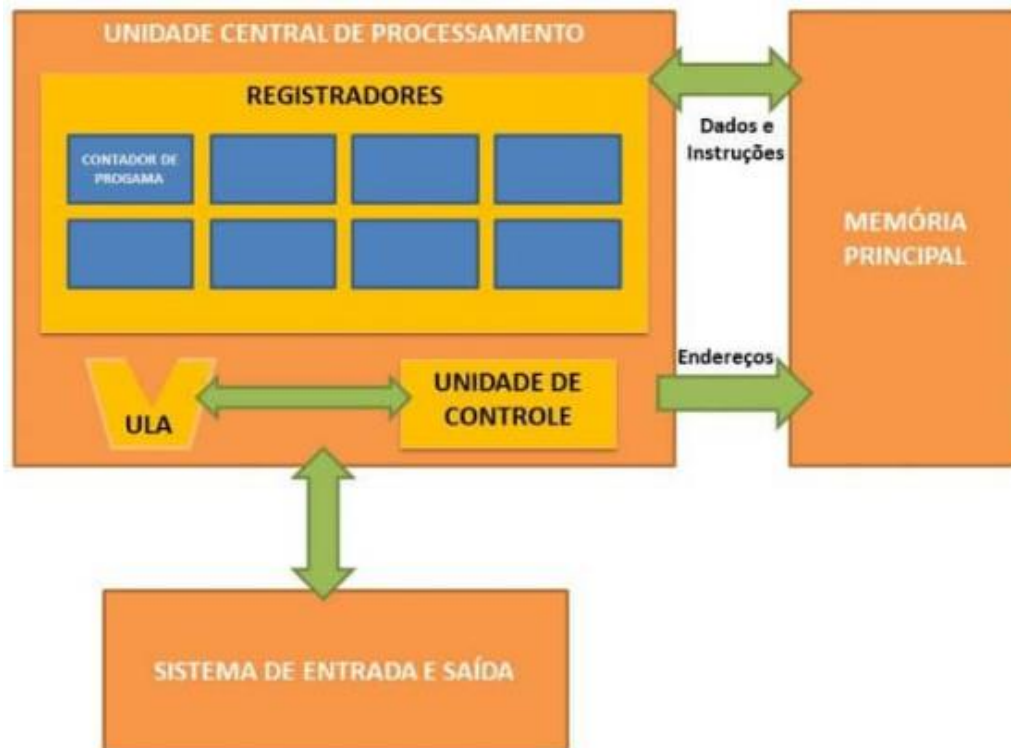 UNIDADE CENTRAL DE PROCESSAMENTO
REGISTRADORES
CONTADOR DE
PROGAMA
Dados e
Instruções
MEMÓRIA
PRINCIPAL
Endereços
ULA
UNIDADE DE
CONTROLE
SISTEMA DE ENTRADA E SAÍDA